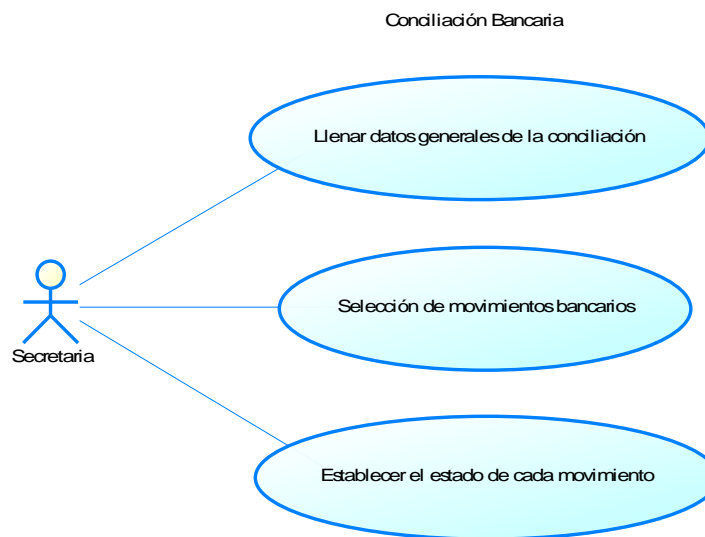 Conciliación Bancaria
Llenar datos generales de la conciliación
Selección de movimientos bancarios
Secretaria
Establecer el estado de cada movimiento